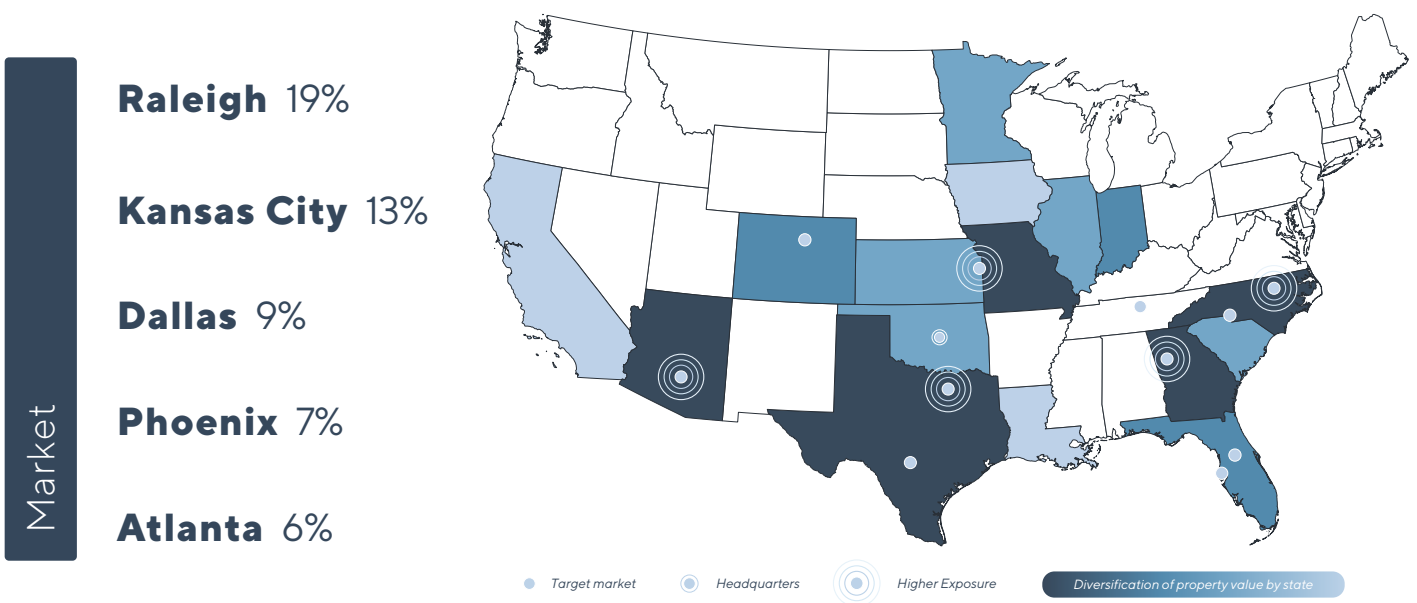 Market
Raleigh 19%
Kansas City 13%
Dallas 9%
Phoenix 7%
Atlanta 6%
Target market
Headquarters
Higher Exposure
Diversification of property value by state